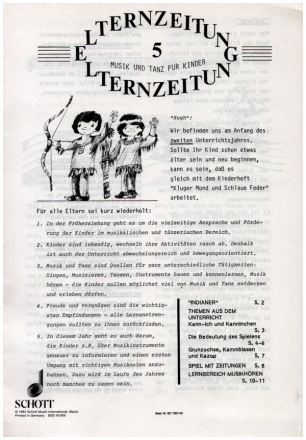 ELTERNZEITUNG
5
MUSIK UND TANZ FÜR KINDER
ELTERNZEITUNG
"Hugh":
Wir befinden uns am Anfang des
zweiten Unterrichtsjahres.
Sollte Ihr Kind schon etwas
älter sein und neu beginnen,
kann es sein, daß es
gleich mit dem Kinderheft
"Kluger Mond und Schlaue Feder"
arbeitet.
Für alle Eltern sei kurz wiederholt:
1. In der Früherziehung geht es um die vielseitige Ansprache und Förde-
rung der Kinder im musikalischen und tänzerischen Bereich.
2. Kinder sind lebendig, wechseln ihre Aktivitäten rasch ab. Deshalb
ist auch der Unterricht abwechslungsreich und bewegungsorientiert.
3. Musik und Tanz sind Quellen für ganz unterschiedliche Tätigkeiten:
Singen, Musizieren, Tanzen, Instrumente bauen und kennenlernen, Musik
hören - die Kinder sollen möglichst viel von Musik und Tanz entdecken
und erleben dürfen.
4. Freude und Vergnügen sind die wichtig-
sten Empfindungen - alle Lernanstren-
gungen sollten zu ihnen zurückfinden.
5. In diesem Jahr geht es auch darum,
die Kinder z.B. über Musikinstrumente
genauer zu informieren und einen ersten
Umgang mit richtigen Musiknoten anzu-
bahnen. Dazu wird im Laufe des Jahres
noch manches zu sagen sein.
"INDIANER" S. 2
THEMEN AUS DEM
UNTERRICHT
Kann-ich und Kanninchen
S. 3
Die Bedeutung des Spielens
S. 4-6
Grunzochse, Kammblasen
und Kazoo S. 7
SPIEL MIT ZEITUNGEN S. 8
LERNBEREICH MUSIKHÖREN
S. 10-11
SCHOTT
© 1984 Schott Music International, Mainz
Printed in Germany